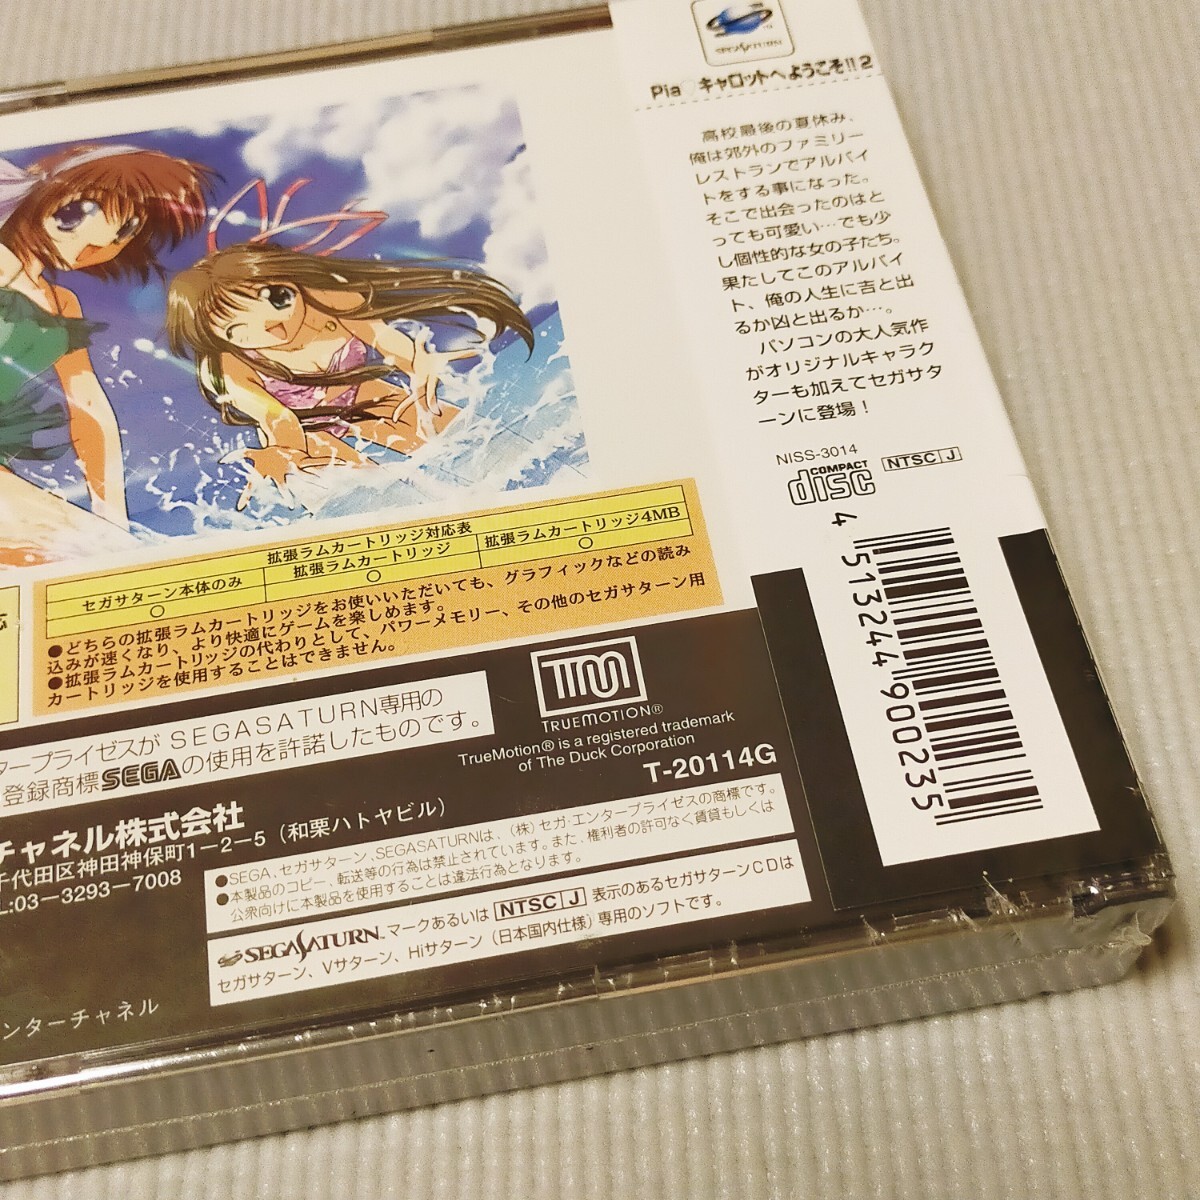 SEGASATURN
Pia♡キャロットへようこそ!!2
高校最後の夏休み、
俺は郊外のファミリー
レストランでアルバイ
トをする事になった。
そこで出会ったのはと
っても可愛い…でも少
し個性的な女の子たち。
果たしてこのアルバイ
ト、俺の人生に吉と出
るか凶と出るか…。
パソコンの大人気作
がオリジナルキャラク
ターも加えてセガサタ
ーンに登場！
NISS-3014
COMPACT disc
NTSC J
4 513244 900235
拡張ラムカートリッジ対応表
セガサターン本体のみ 拡張ラムカートリッジ 拡張ラムカートリッジ4MB
○ ○ ○
●どちらの拡張ラムカートリッジをお使いいただいても、グラフィックなどの読み
込みが速くなり、より快適にゲームを楽しめます。
●拡張ラムカートリッジの代わりとして、パワーメモリー、その他のセガサターン用
カートリッジを使用することはできません。
タープライゼスが SEGASATURN専用の
登録商標SEGAの使用を許諾したものです。
TM
TRUEMOTION®
TrueMotion® is a registered trademark
of The Duck Corporation
T-20114G
チャネル株式会社
千代田区神田神保町1-2-5（和栗ハトヤビル）
L:03-3293-7008
●SEGA、セガサターン、SEGASATURNは、（株）セガ・エンタープライゼスの商標です。
●本製品のコピー、転送等の行為は禁止されています。また、権利者の許可なく賃貸もしくは
公衆向けに本製品を使用することは違法行為となります。
SEGASATURN™マークあるいは NTSC J 表示のあるセガサターンCDは
セガサターン、Vサターン、Hiサターン（日本国内仕様）専用のソフトです。
ンターチャネル